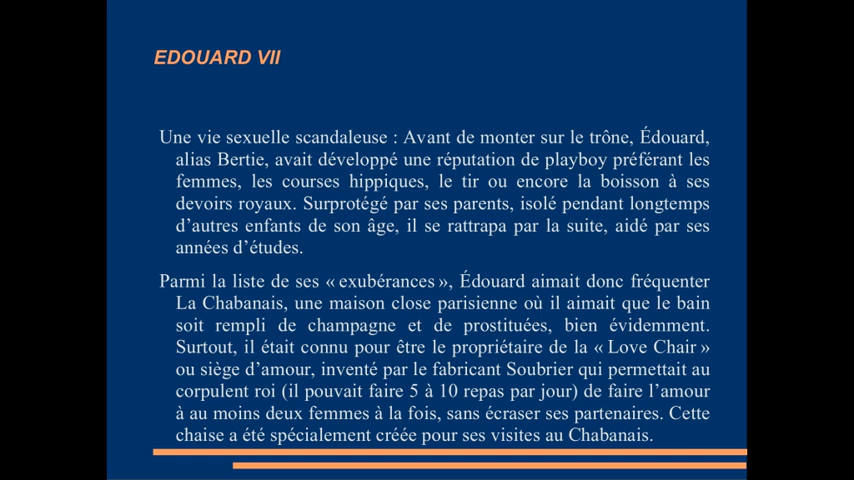 EDOUARD VII
Une vie sexuelle scandaleuse : Avant de monter sur le trône, Édouard,
alias Bertie, avait développé une réputation de playboy préférant les
femmes, les courses hippiques, le tir ou encore la boisson à ses
devoirs royaux. Surprotégé par ses parents, isolé pendant longtemps
d’autres enfants de son âge, il se rattrapa par la suite, aidé par ses
années d’études.
Parmi la liste de ses « exubérances », Édouard aimait donc fréquenter
La Chabanais, une maison close parisienne où il aimait que le bain
soit rempli de champagne et de prostituées, bien évidemment.
Surtout, il était connu pour être le propriétaire de la « Love Chair »
ou siège d’amour, inventé par le fabricant Soubrier qui permettait au
corpulent roi (il pouvait faire 5 à 10 repas par jour) de faire l’amour
à au moins deux femmes à la fois, sans écraser ses partenaires. Cette
chaise a été spécialement créée pour ses visites au Chabanais.